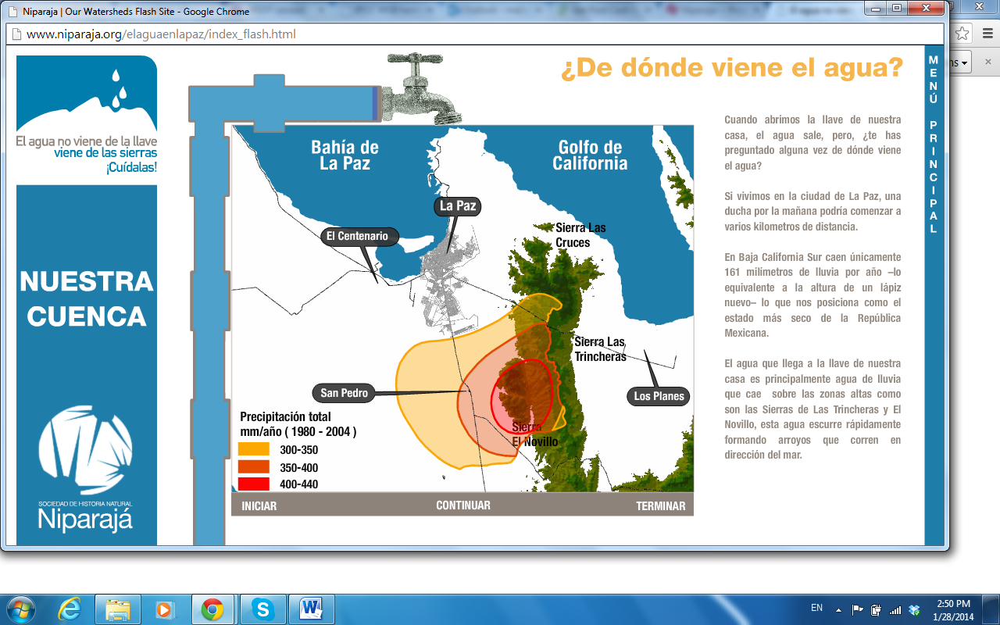 Niparaja | Our Watersheds Flash Site - Google Chrome
www.niparaja.org/elaguaenlapaz/index_flash.html
El agua no viene de la llave
viene de las sierras
¡Cuídalas!
NUESTRA
CUENCA
SOCIEDAD DE HISTORIA NATURAL
Niparajá
¿De dónde viene el agua?
Bahía de
La Paz
Golfo de
California
La Paz
El Centenario
Sierra Las
Cruces
Sierra Las
Trincheras
San Pedro
Los Planes
Sierra
El Novillo
Precipitación total
mm/año ( 1980 - 2004 )
300-350
350-400
400-440
INICIAR
CONTINUAR
TERMINAR
Cuando abrimos la llave de nuestra
casa, el agua sale, pero, ¿te has
preguntado alguna vez de dónde viene
el agua?
Si vivimos en la ciudad de La Paz, una
ducha por la mañana podría comenzar a
varios kilometros de distancia.
En Baja California Sur caen únicamente
161 milímetros de lluvia por año –lo
equivalente a la altura de un lápiz
nuevo– lo que nos posiciona como el
estado más seco de la República
Mexicana.
El agua que llega a la llave de nuestra
casa es principalmente agua de lluvia
que cae sobre las zonas altas como
son las Sierras de Las Trincheras y El
Novillo, esta agua escurre rápidamente
formando arroyos que corren en
dirección del mar.
MENÚ PRINCIPAL
EN
2:50 PM
1/28/2014